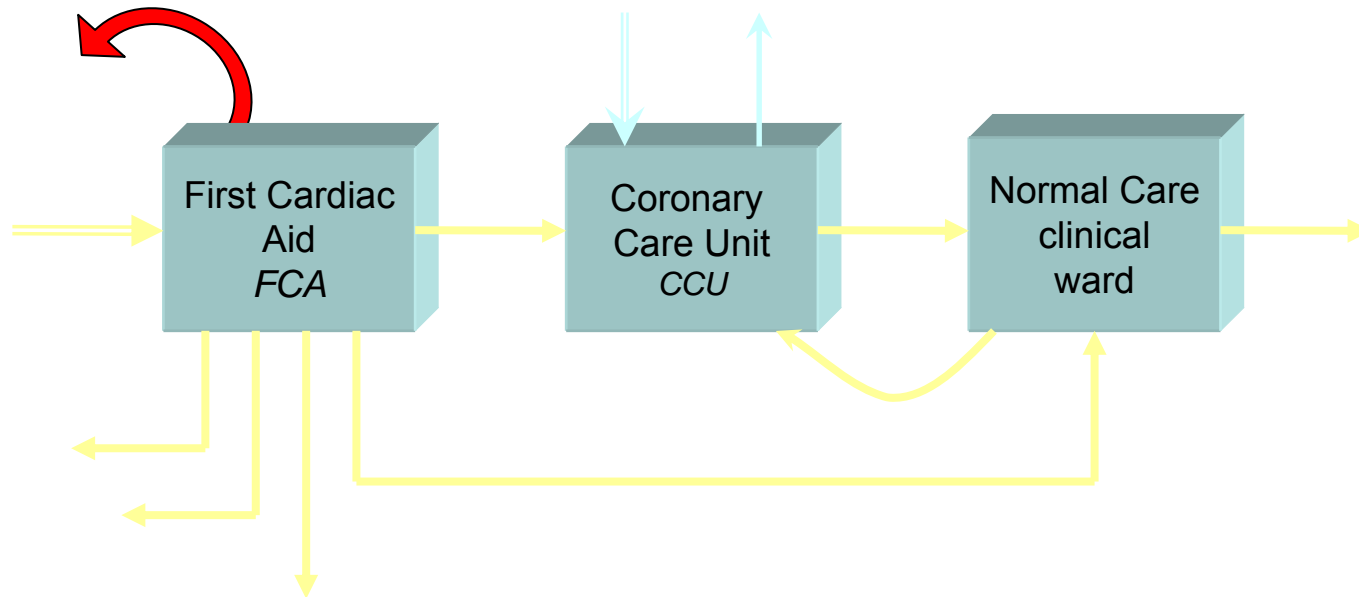 First Cardiac
Aid
FCA
Coronary
Care Unit
CCU
Normal Care
clinical
ward